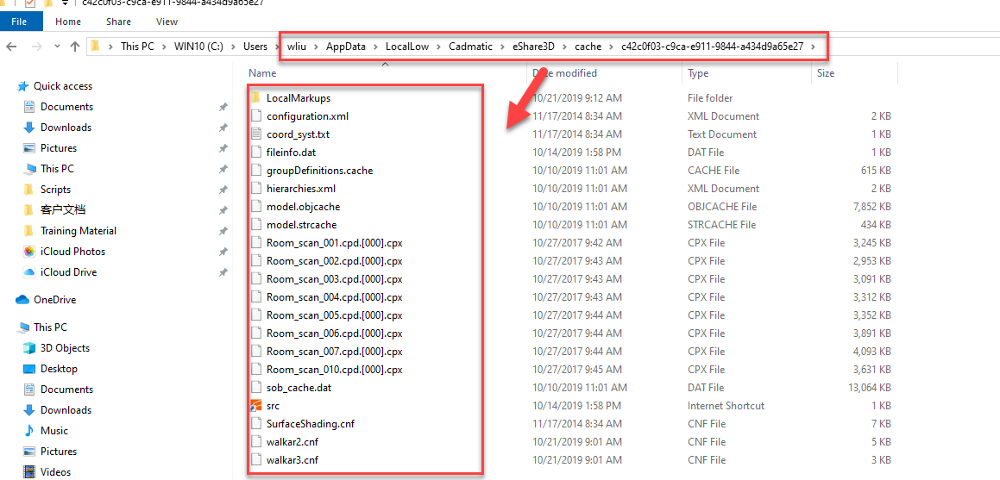 c42c0f03-c9ca-e911-9844-a434d9a65e27
File Home Share View
This PC > WIN10 (C:) > Users > wliu > AppData > LocalLow > Cadmatic > eShare3D > cache > c42c0f03-c9ca-e911-9844-a434d9a65e27 >
Name Date modified Type Size
Quick access
Documents
Downloads
Pictures
This PC
Scripts
客户文档
Training Material
iCloud Photos
iCloud Drive
OneDrive
This PC
3D Objects
Desktop
Documents
Downloads
Music
Pictures
Videos
LocalMarkups 10/21/2019 9:12 AM File folder
configuration.xml 11/17/2014 8:34 AM XML Document 2 KB
coord_syst.txt 11/17/2014 8:34 AM Text Document 1 KB
fileinfo.dat 10/14/2019 1:58 PM DAT File 1 KB
groupDefinitions.cache 10/10/2019 11:01 AM CACHE File 615 KB
hierarchies.xml 10/10/2019 11:01 AM XML Document 2 KB
model.objcache 10/10/2019 11:01 AM OBJCACHE File 7,852 KB
model.strcache 10/10/2019 11:01 AM STRCACHE File 434 KB
Room_scan_001.cpd.[000].cpx 10/27/2017 9:42 AM CPX File 3,245 KB
Room_scan_002.cpd.[000].cpx 10/27/2017 9:43 AM CPX File 2,953 KB
Room_scan_003.cpd.[000].cpx 10/27/2017 9:43 AM CPX File 3,091 KB
Room_scan_004.cpd.[000].cpx 10/27/2017 9:43 AM CPX File 3,312 KB
Room_scan_005.cpd.[000].cpx 10/27/2017 9:44 AM CPX File 3,352 KB
Room_scan_006.cpd.[000].cpx 10/27/2017 9:44 AM CPX File 3,891 KB
Room_scan_007.cpd.[000].cpx 10/27/2017 9:44 AM CPX File 4,093 KB
Room_scan_010.cpd.[000].cpx 10/27/2017 9:45 AM CPX File 3,631 KB
sob_cache.dat 10/10/2019 11:01 AM DAT File 13,064 KB
src 10/14/2019 1:58 PM Internet Shortcut 1 KB
SurfaceShading.cnf 11/17/2014 8:34 AM CNF File 7 KB
walkar2.cnf 10/21/2019 9:01 AM CNF File 5 KB
walkar3.cnf 10/21/2019 9:01 AM CNF File 3 KB